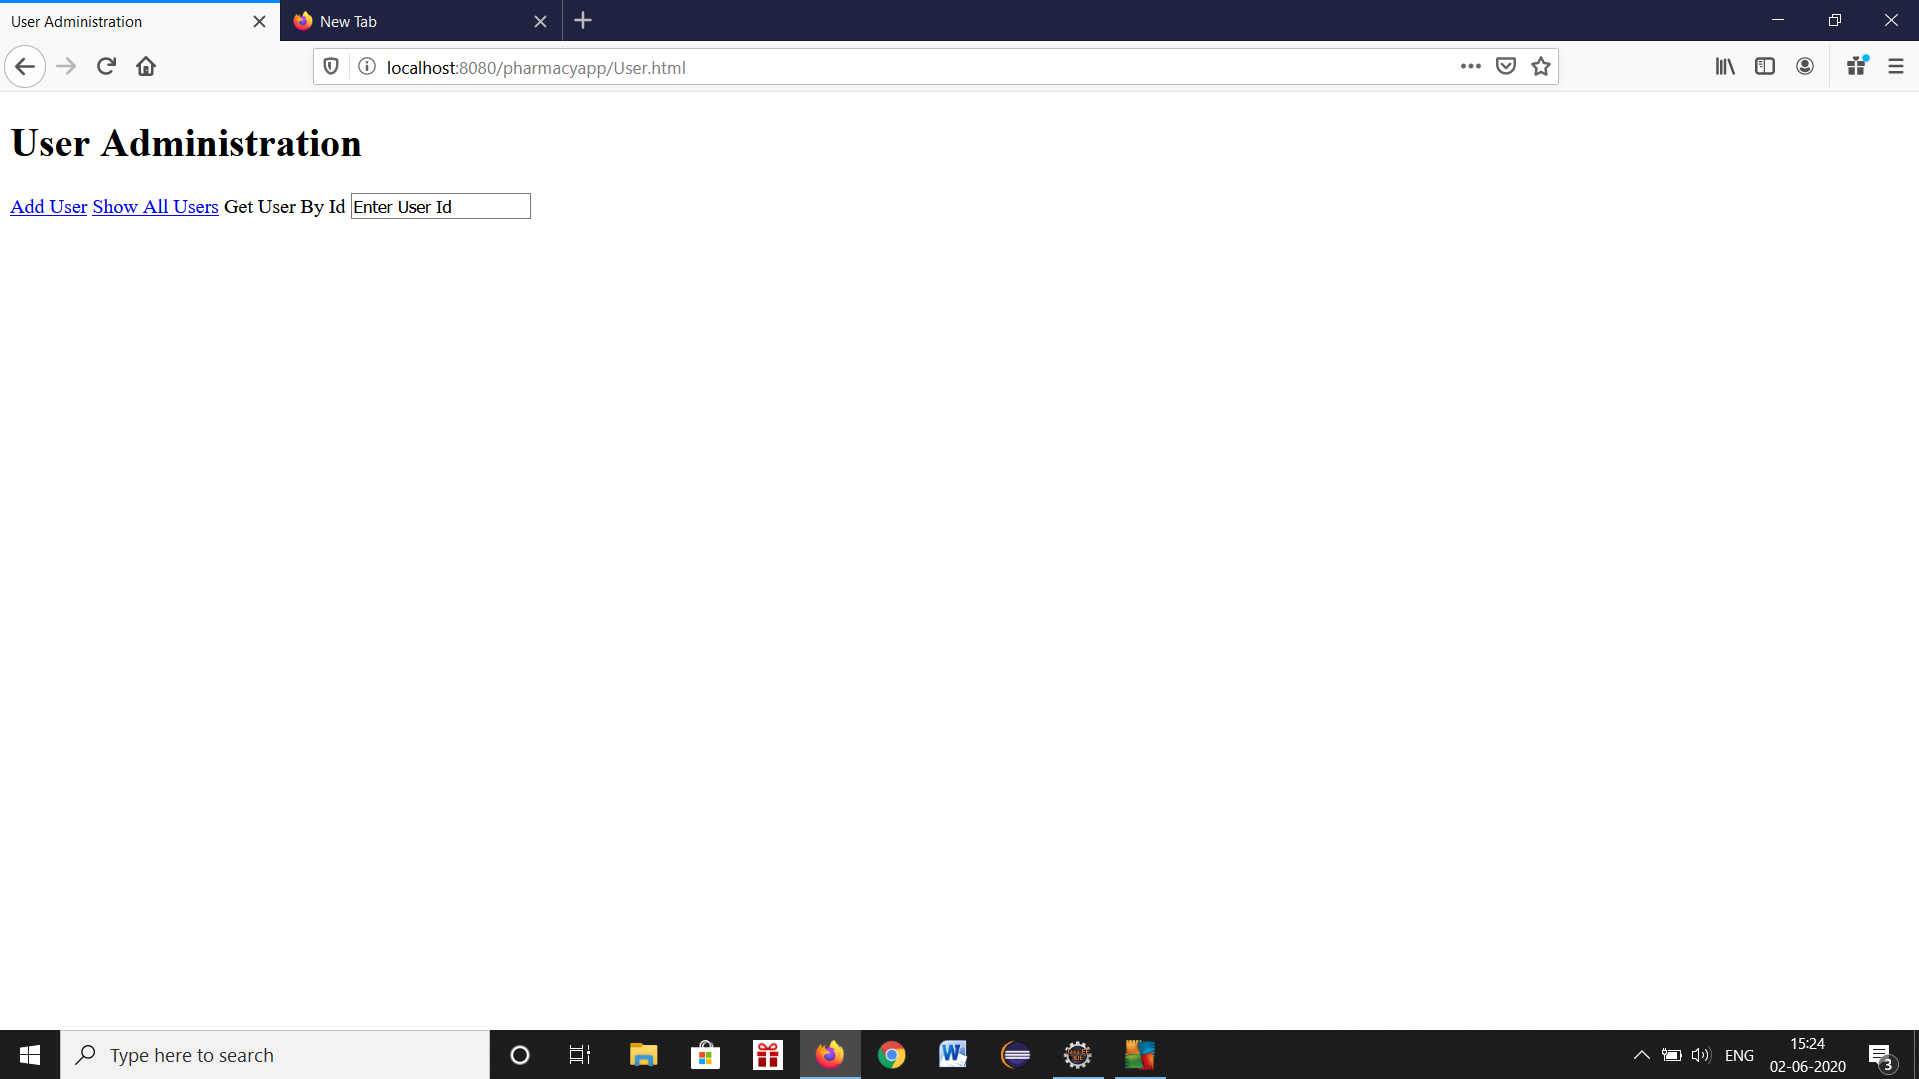 User Administration
New Tab
localhost:8080/pharmacyapp/User.html
User Administration
Add User Show All Users Get User By Id Enter User Id
Type here to search
ENG
15:24
02-06-2020
3